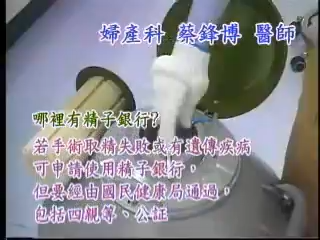 婦產科 蔡鋒博 醫師
哪裡有精子銀行?
若手術取精失敗或有遺傳疾病
可申請使用精子銀行，
但要經由國民健康局通過，
包括四親等、公証